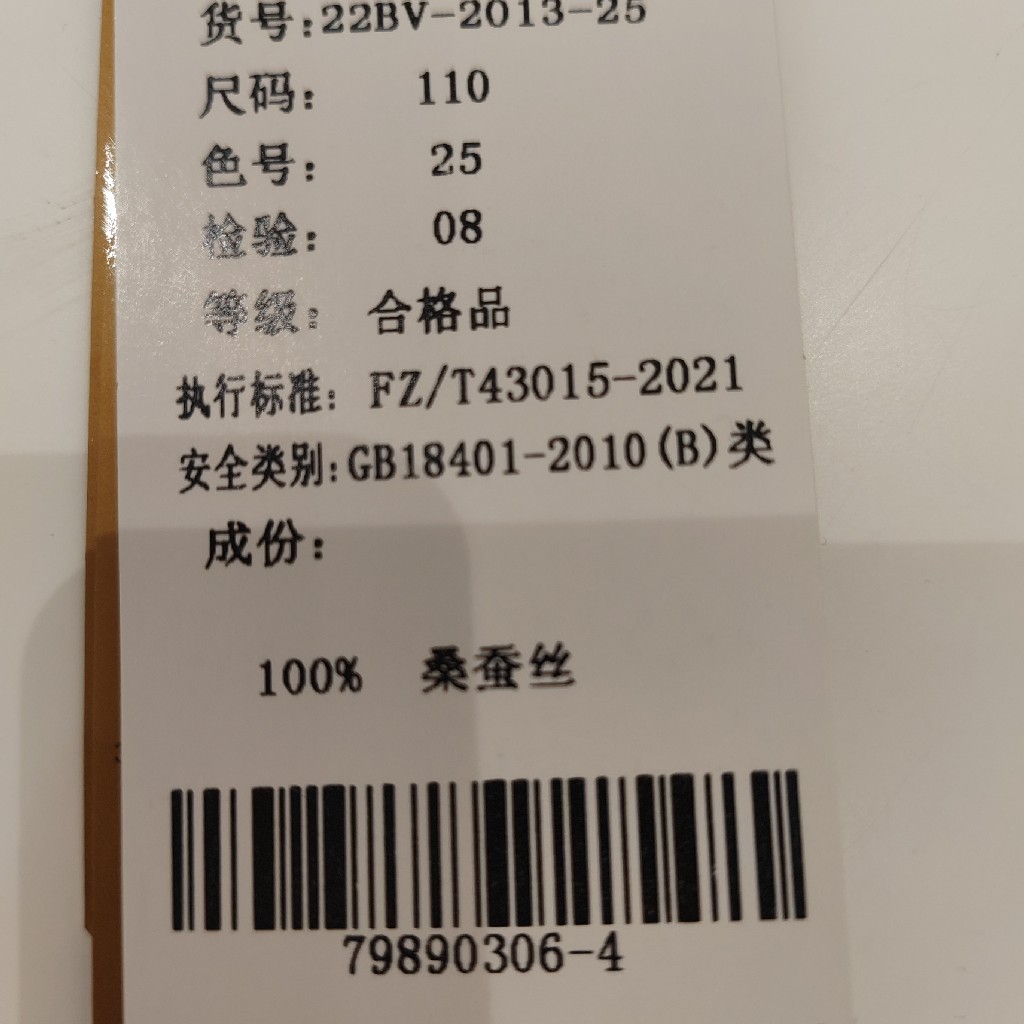 货号:22BV-2013-25
尺码: 110
色号: 25
检验: 08
等级: 合格品
执行标准: FZ/T43015-2021
安全类别:GB18401-2010(B)类
成份:
100% 桑蚕丝
79890306-4